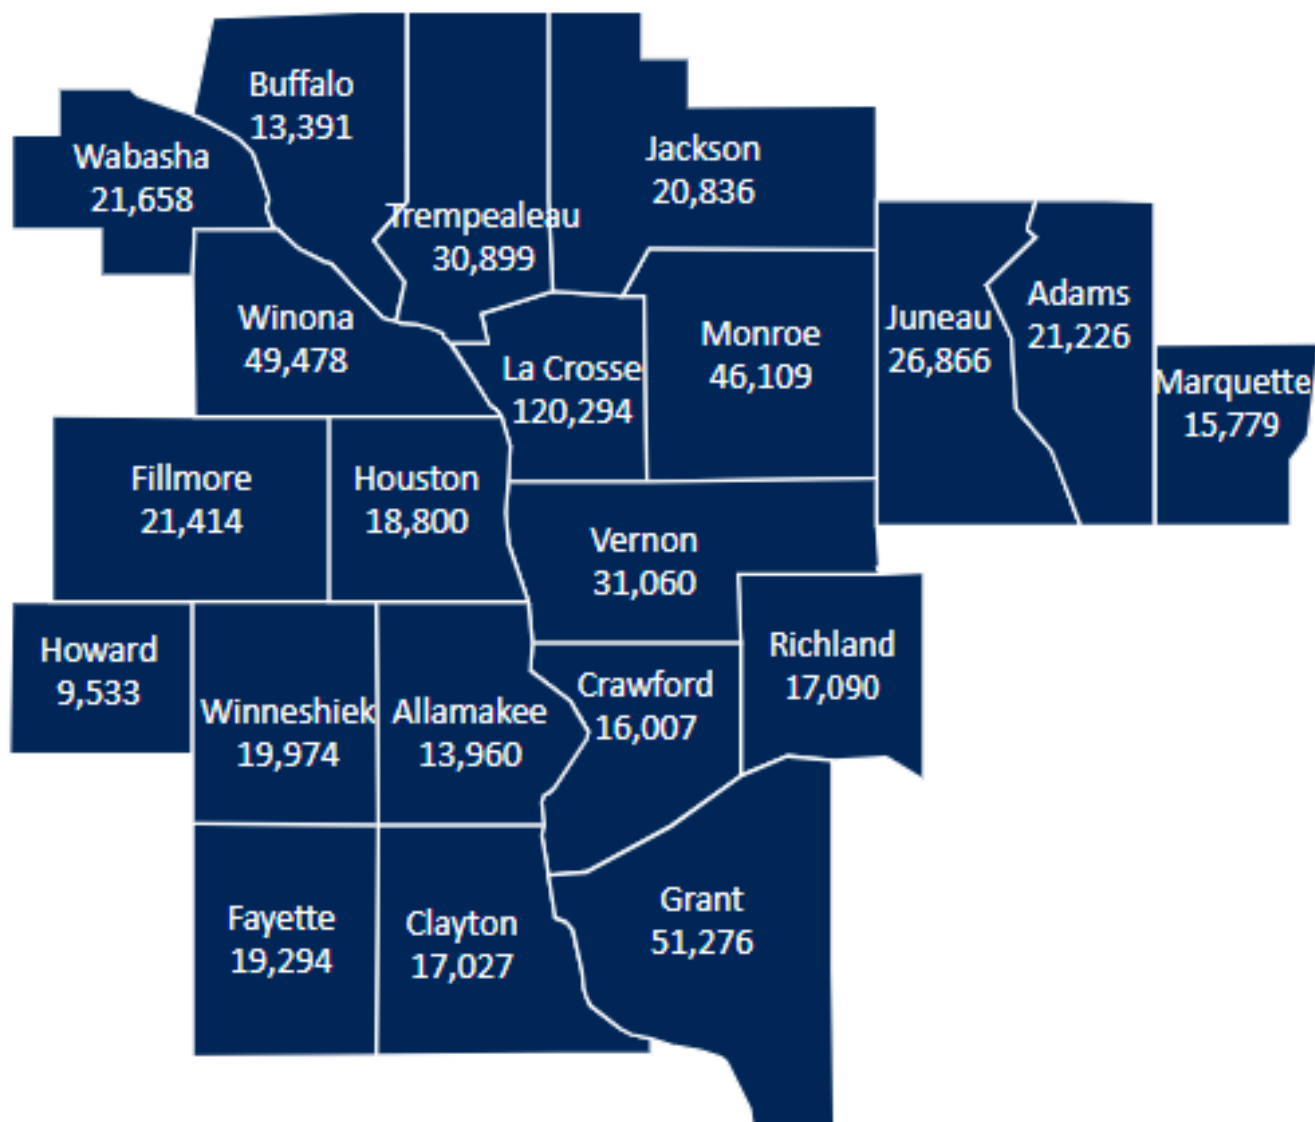 Buffalo
13,391
Wabasha
21,658
Jackson
20,836
Trempealeau
30,899
Winona
49,478
La Crosse
120,294
Monroe
46,109
Juneau
26,866
Adams
21,226
Marquette
15,779
Fillmore
21,414
Houston
18,800
Vernon
31,060
Howard
9,533
Winneshiek
19,974
Allamakee
13,960
Crawford
16,007
Richland
17,090
Fayette
19,294
Clayton
17,027
Grant
51,276